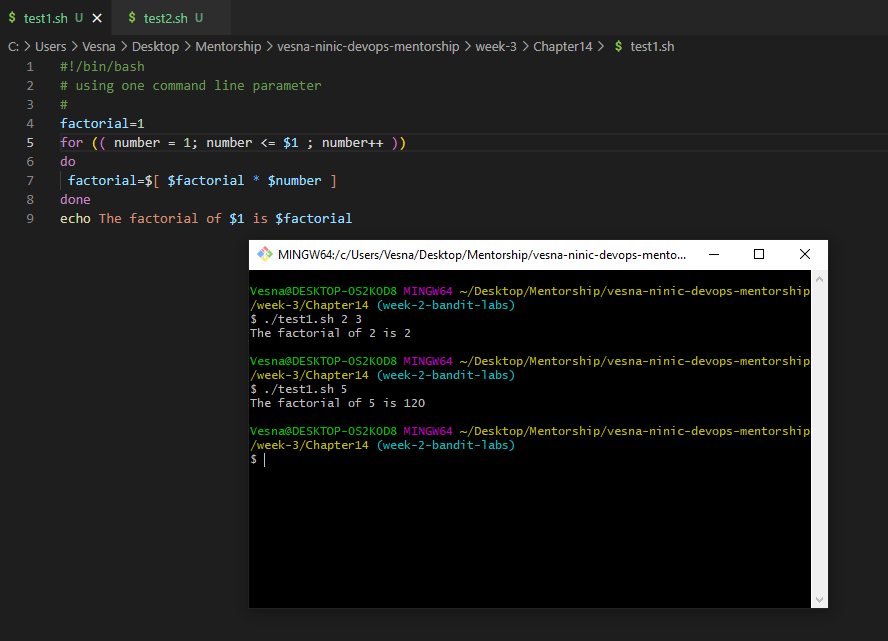 $ test1.sh U ✕ $ test2.sh U
C: > Users > Vesna > Desktop > Mentorship > vesna-ninic-devops-mentorship > week-3 > Chapter14 > $ test1.sh
1 #!/bin/bash
2 # using one command line parameter
3 #
4 factorial=1
5 for (( number = 1; number <= $1 ; number++ ))
6 do
7 factorial=$[ $factorial * $number ]
8 done
9 echo The factorial of $1 is $factorial
MINGW64:/c/Users/Vesna/Desktop/Mentorship/vesna-ninic-devops-mento...
Vesna@DESKTOP-OS2KOD8 MINGW64 ~/Desktop/Mentorship/vesna-ninic-devops-mentorship
/week-3/Chapter14 (week-2-bandit-labs)
$ ./test1.sh 2 3
The factorial of 2 is 2
Vesna@DESKTOP-OS2KOD8 MINGW64 ~/Desktop/Mentorship/vesna-ninic-devops-mentorship
/week-3/Chapter14 (week-2-bandit-labs)
$ ./test1.sh 5
The factorial of 5 is 120
Vesna@DESKTOP-OS2KOD8 MINGW64 ~/Desktop/Mentorship/vesna-ninic-devops-mentorship
/week-3/Chapter14 (week-2-bandit-labs)
$